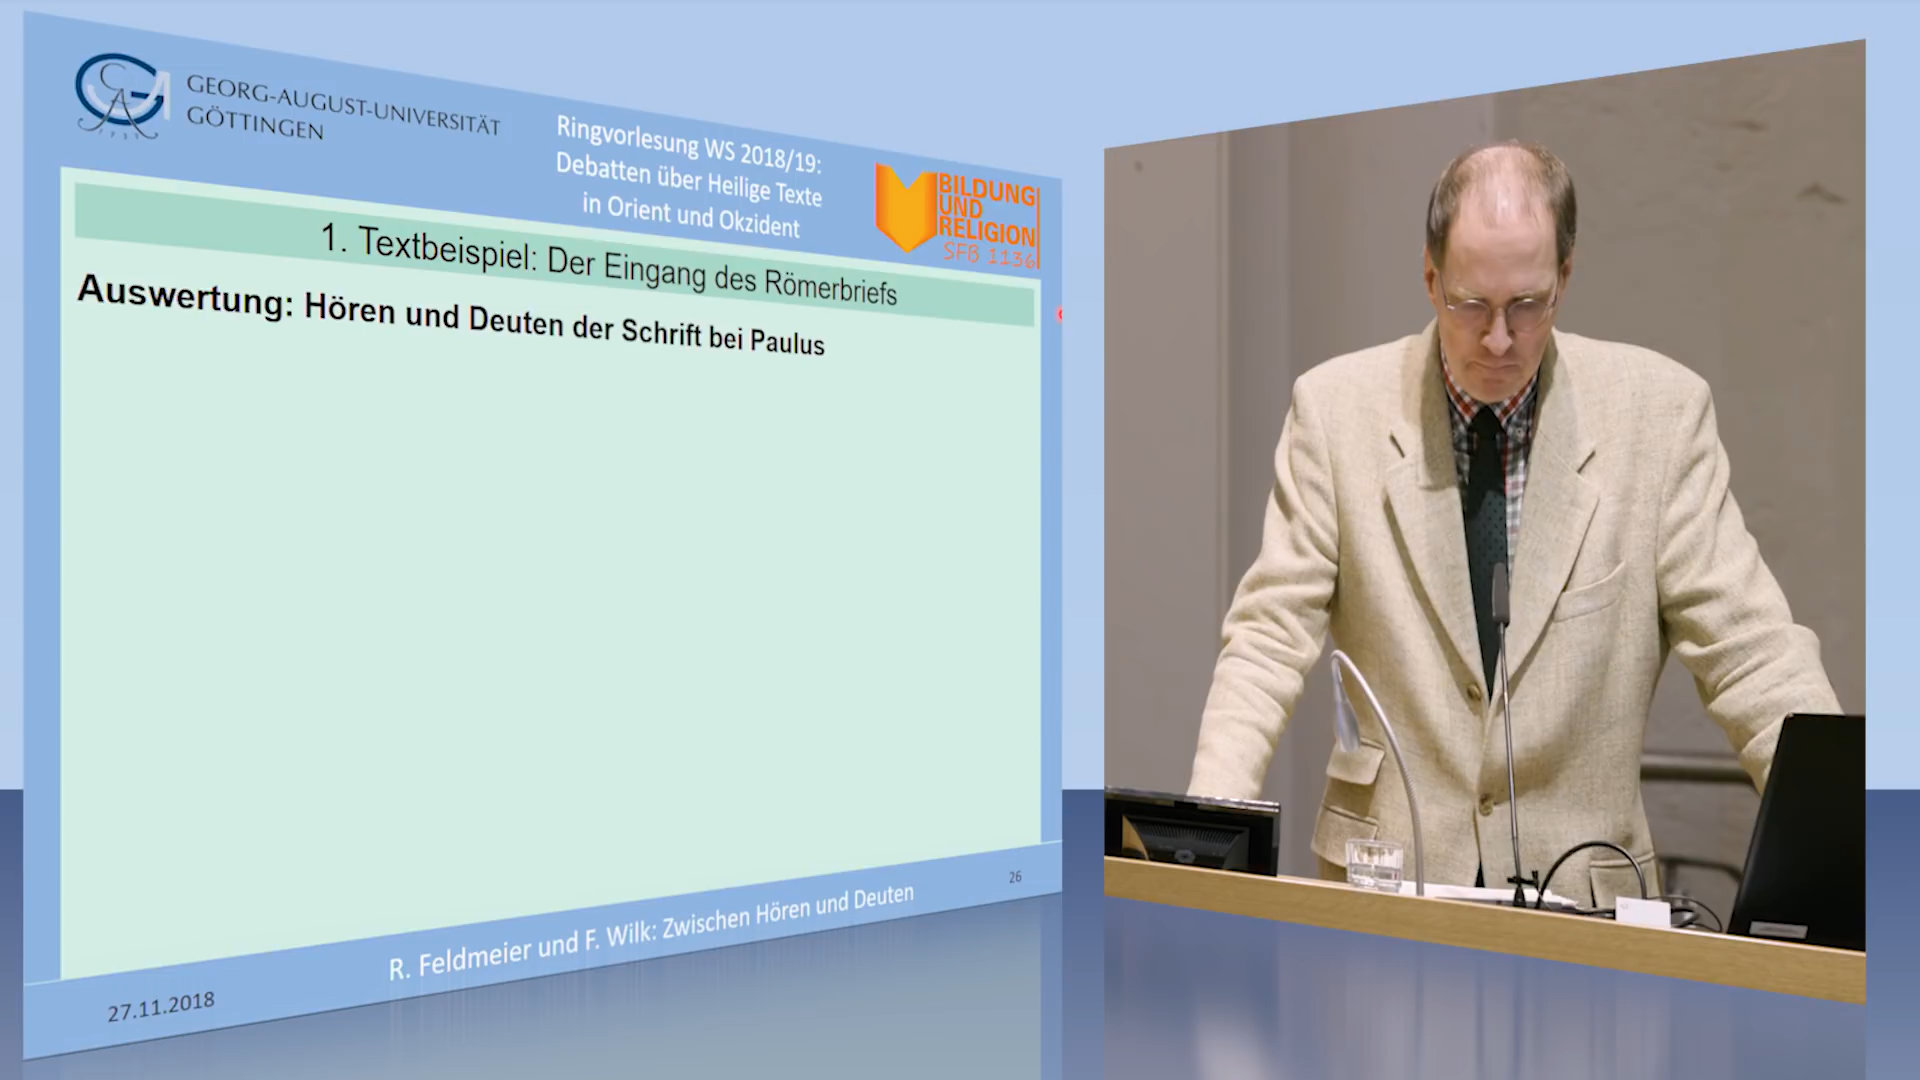 GEORG-AUGUST-UNIVERSITÄT
GÖTTINGEN
Ringvorlesung WS 2018/19:
Debatten über Heilige Texte
in Orient und Okzident
BILDUNG
UND
RELIGION
SFB 1136
1. Textbeispiel: Der Eingang des Römerbriefs
Auswertung: Hören und Deuten der Schrift bei Paulus
26
R. Feldmeier und F. Wilk: Zwischen Hören und Deuten
27.11.2018